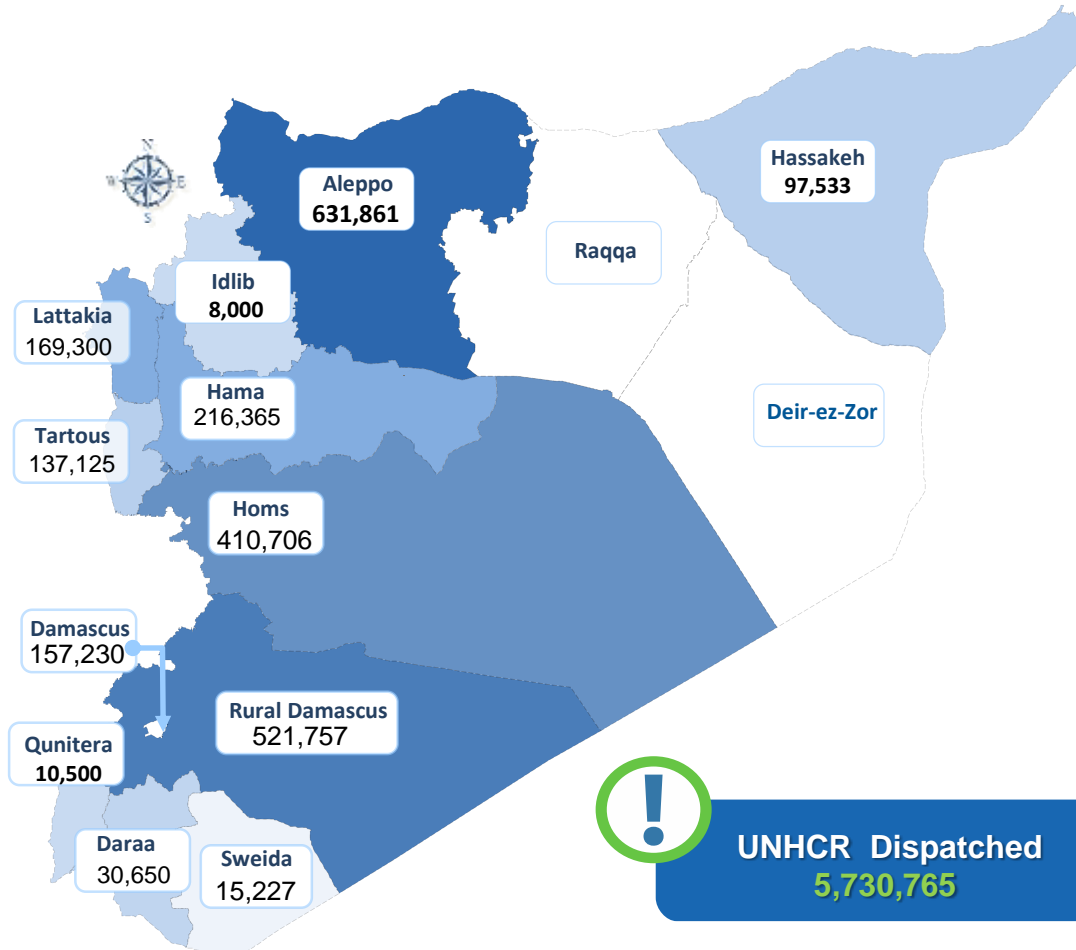 N
W E
S
Aleppo
631,861
Hassakeh
97,533
Raqqa
Idlib
8,000
Lattakia
169,300
Hama
216,365
Deir-ez-Zor
Tartous
137,125
Homs
410,706
Damascus
157,230
Rural Damascus
521,757
Qunitera
10,500
Daraa
30,650
Sweida
15,227
!
UNHCR Dispatched
5,730,765